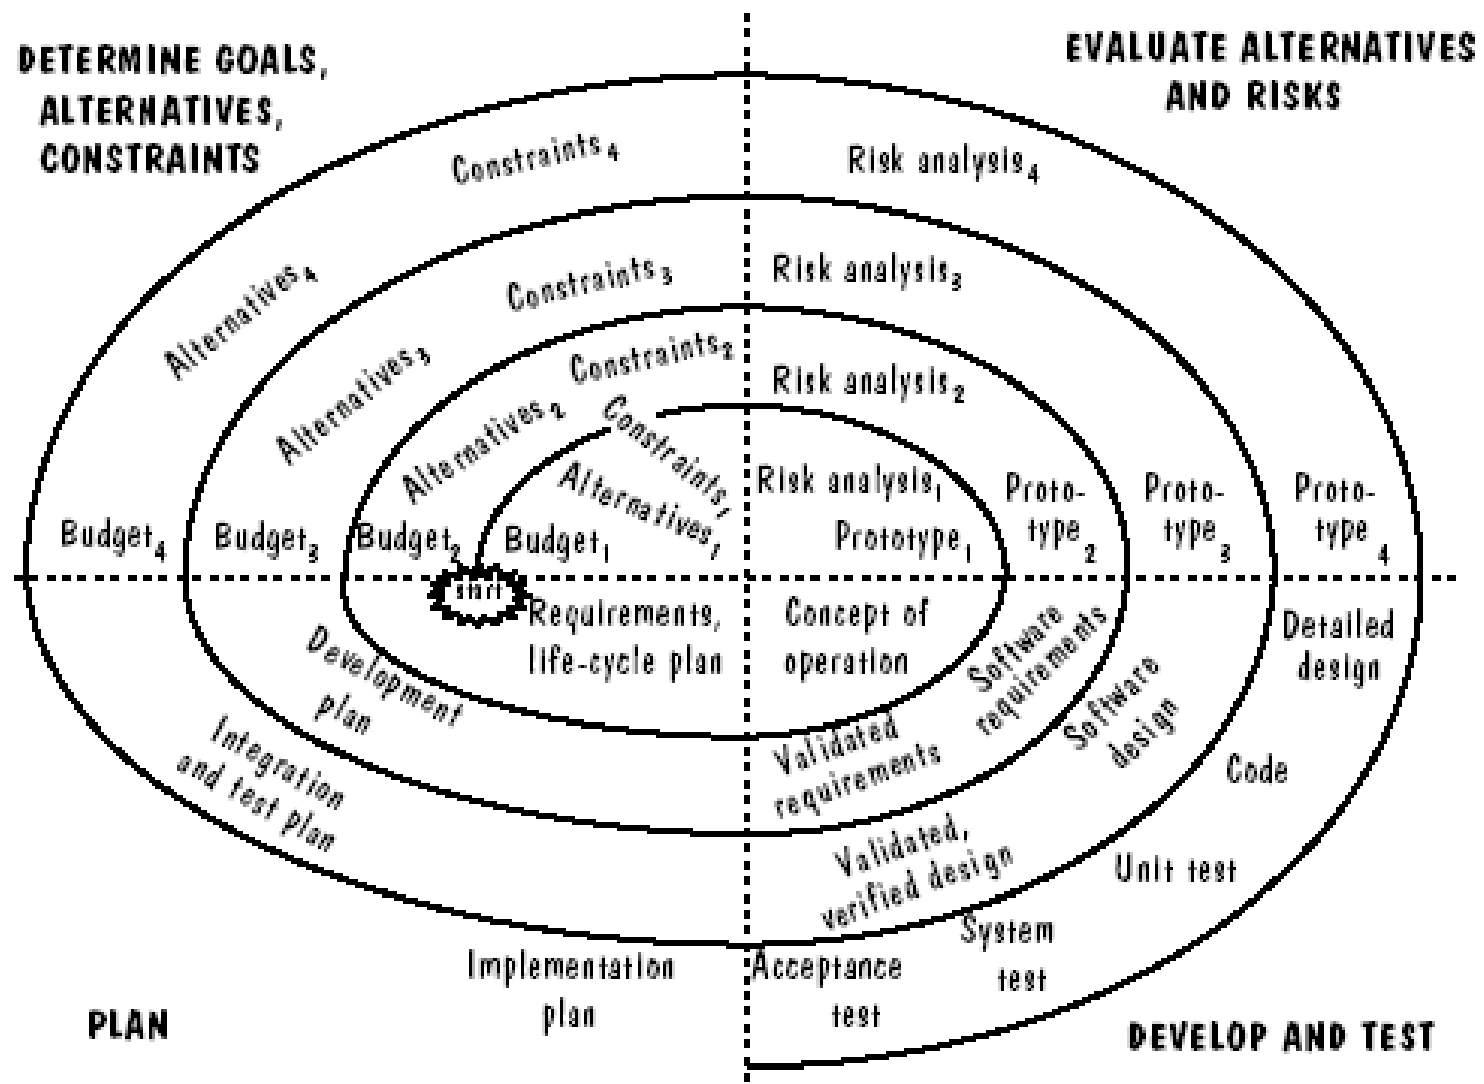 DETERMINE GOALS,
ALTERNATIVES,
CONSTRAINTS
EVALUATE ALTERNATIVES
AND RISKS
Constraints4
Risk analysis4
Alternatives4
Constraints3
Risk analysis3
Alternatives3
Constraints2
Risk analysis2
Alternatives2
Constraints1
Alternatives1
Risk analysis1
Budget4
Budget3
Budget2
Budget1
Prototype1
Proto-
type2
Proto-
type3
Proto-
type4
start
Requirements,
life-cycle plan
Concept of
operation
Software
requirements
Detailed
design
Development
plan
Validated
requirements
Software
design
Integration
and test plan
Code
Validated,
verified design
Unit test
System
test
Implementation
plan
Acceptance
test
PLAN
DEVELOP AND TEST